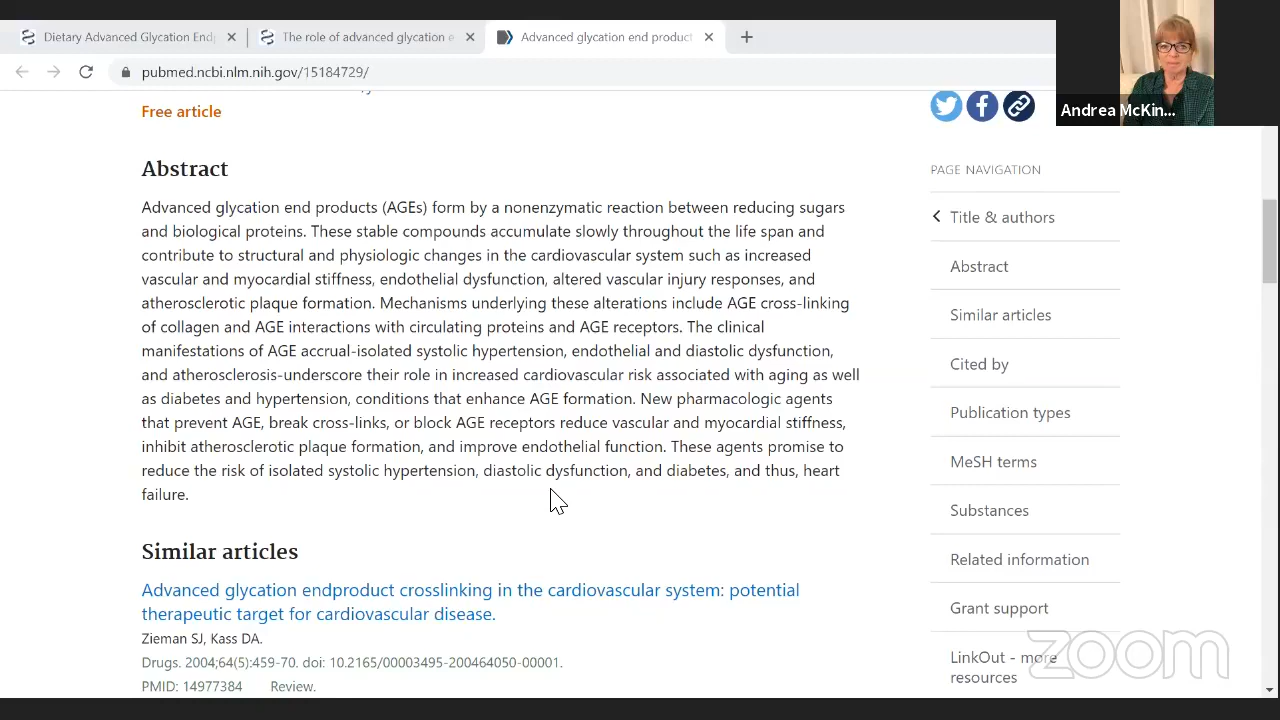 Dietary Advanced Glycation End
The role of advanced glycation e
Advanced glycation end product
pubmed.ncbi.nlm.nih.gov/15184729/
Andrea McKin...
Free article
Abstract
Advanced glycation end products (AGEs) form by a nonenzymatic reaction between reducing sugars
and biological proteins. These stable compounds accumulate slowly throughout the life span and
contribute to structural and physiologic changes in the cardiovascular system such as increased
vascular and myocardial stiffness, endothelial dysfunction, altered vascular injury responses, and
atherosclerotic plaque formation. Mechanisms underlying these alterations include AGE cross-linking
of collagen and AGE interactions with circulating proteins and AGE receptors. The clinical
manifestations of AGE accrual-isolated systolic hypertension, endothelial and diastolic dysfunction,
and atherosclerosis-underscore their role in increased cardiovascular risk associated with aging as well
as diabetes and hypertension, conditions that enhance AGE formation. New pharmacologic agents
that prevent AGE, break cross-links, or block AGE receptors reduce vascular and myocardial stiffness,
inhibit atherosclerotic plaque formation, and improve endothelial function. These agents promise to
reduce the risk of isolated systolic hypertension, diastolic dysfunction, and diabetes, and thus, heart
failure.
Similar articles
Advanced glycation endproduct crosslinking in the cardiovascular system: potential
therapeutic target for cardiovascular disease.
Zieman SJ, Kass DA.
Drugs. 2004;64(5):459-70. doi: 10.2165/00003495-200464050-00001.
PMID: 14977384 Review.
PAGE NAVIGATION
Title & authors
Abstract
Similar articles
Cited by
Publication types
MeSH terms
Substances
Related information
Grant support
LinkOut - more
resources
zoom